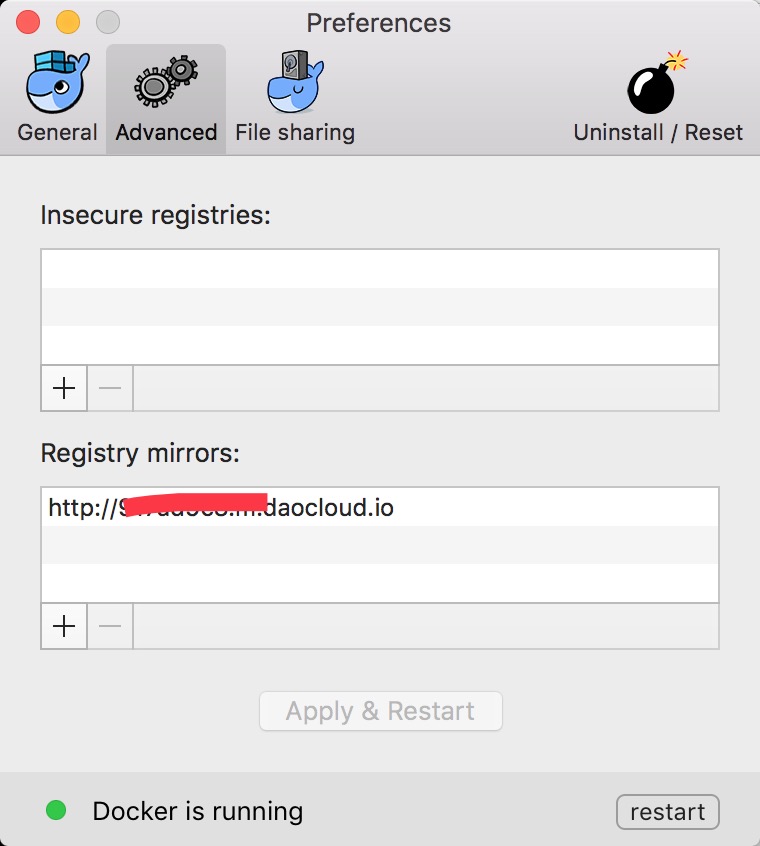 Preferences
General
Advanced
File sharing
Uninstall / Reset
Insecure registries:
Registry mirrors:
http:// daocloud.io
Apply & Restart
Docker is running
restart